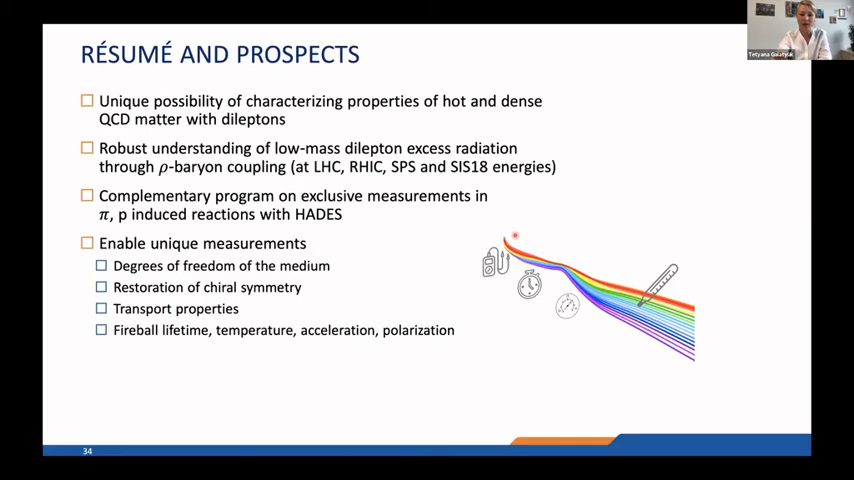 RÉSUMÉ AND PROSPECTS
Unique possibility of characterizing properties of hot and dense
QCD matter with dileptons
Robust understanding of low-mass dilepton excess radiation
through ρ-baryon coupling (at LHC, RHIC, SPS and SIS18 energies)
Complementary program on exclusive measurements in
π, p induced reactions with HADES
Enable unique measurements
Degrees of freedom of the medium
Restoration of chiral symmetry
Transport properties
Fireball lifetime, temperature, acceleration, polarization
34
Tetyana Galatyuk